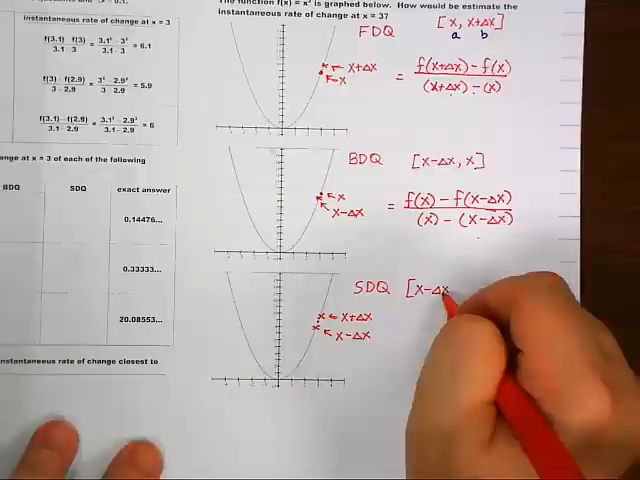 The function f(x) = x² is graphed below. How would be estimate the
instantaneous rate of change at x = 3?
instantaneous rate of change at x = 3
f(3.1) f(3) / 3.1 3 = 3.1² 3² / 3.1 3 = 6.1
f(3) - f(2.9) / 3 - 2.9 = 3² - 2.9² / 3 2.9 = 5.9
f(3.1) - f(2.9) / 3.1 - 2.9 = 3.1² 2.9² / 3.1 - 2.9 = 6
ange at x = 3 of each of the following
BDQ SDQ exact answer
0.14476...
0.33333...
20.08553...
instantaneous rate of change closest to
FDQ [x, x+Δx]
a b
x+Δx
x
= f(x+Δx) - f(x) / (x+Δx) - (x)
BDQ [x-Δx, x]
x
x-Δx
= f(x) - f(x-Δx) / (x) - (x-Δx)
SDQ [x-Δx
x+Δx
x-Δx